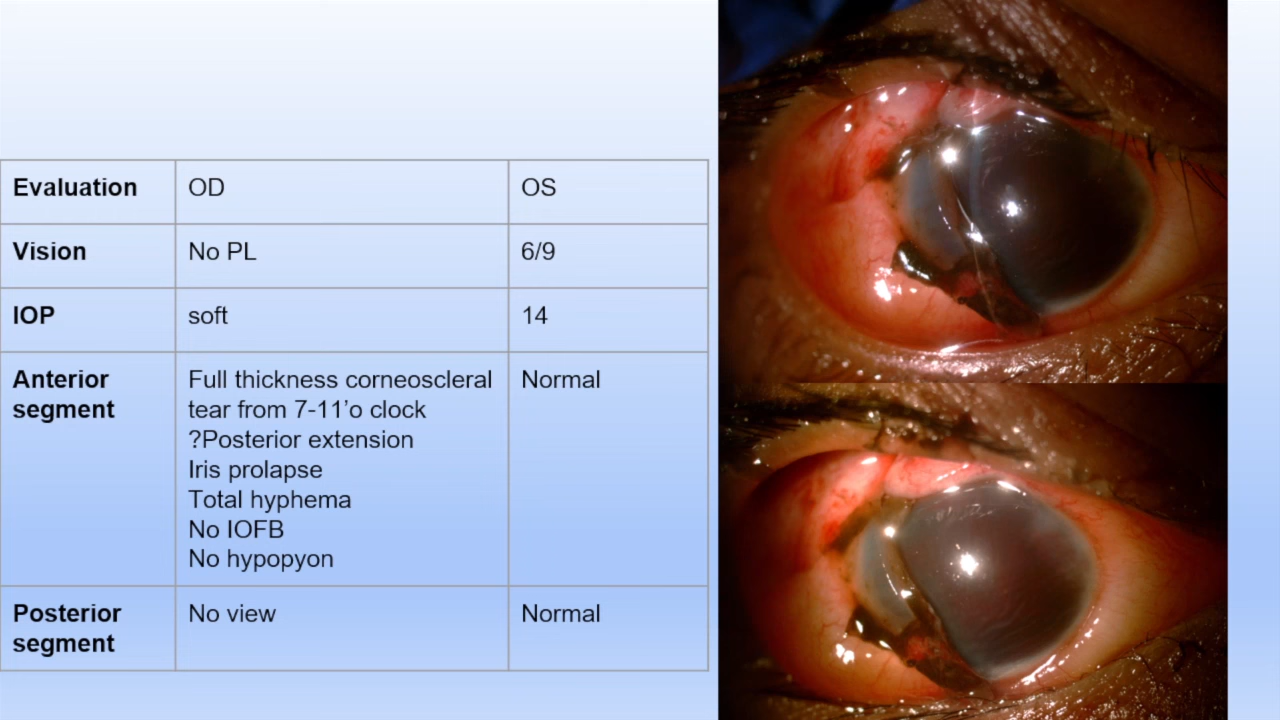 Evaluation OD OS
Vision No PL 6/9
IOP soft 14
Anterior segment Full thickness corneoscleral Normal
tear from 7-11’o clock
?Posterior extension
Iris prolapse
Total hyphema
No IOFB
No hypopyon
Posterior segment No view Normal